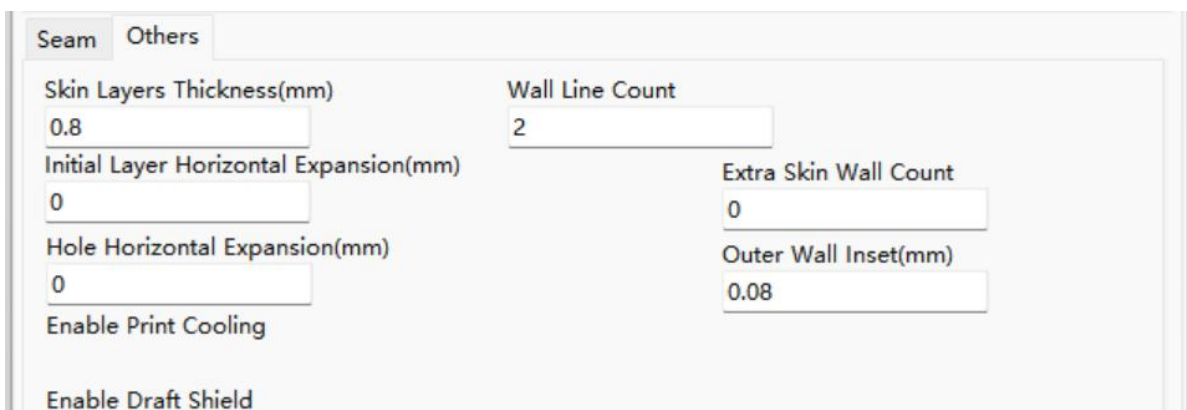 Seam Others
Skin Layers Thickness(mm) Wall Line Count
0.8 2
Initial Layer Horizontal Expansion(mm) Extra Skin Wall Count
0 0
Hole Horizontal Expansion(mm) Outer Wall Inset(mm)
0 0.08
Enable Print Cooling
Enable Draft Shield